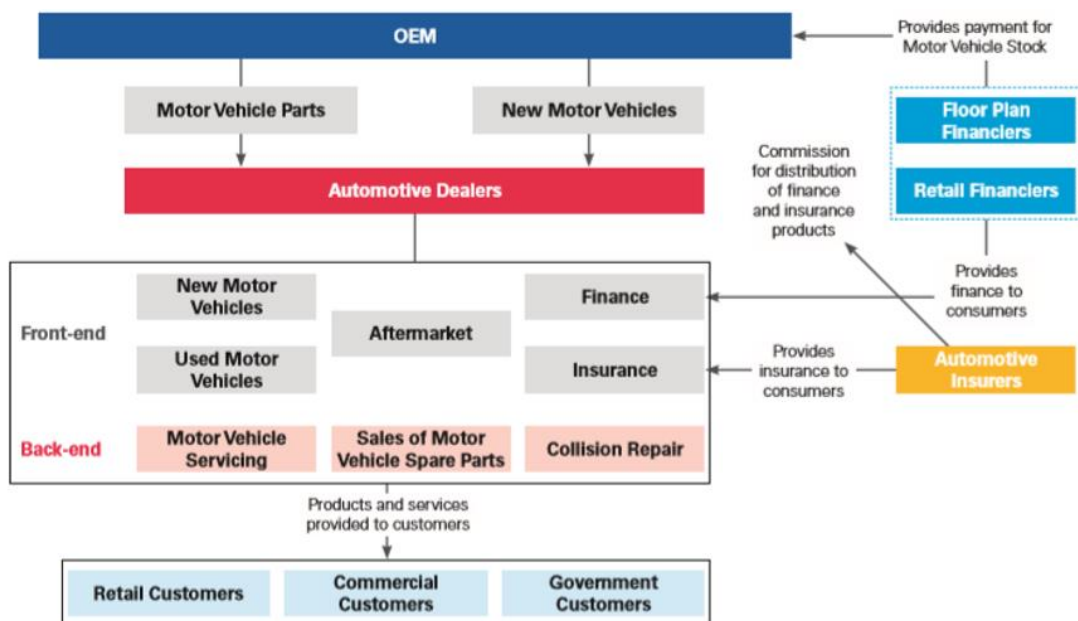 OEM
Provides payment for
Motor Vehicle Stock
Motor Vehicle Parts
New Motor Vehicles
Floor Plan
Financiers
Commission
for distribution
of finance
and insurance
products
Automotive Dealers
Retail Financiers
New Motor
Vehicles
Finance
Provides
finance to
consumers
Front-end
Aftermarket
Used Motor
Vehicles
Insurance
Provides
insurance to
consumers
Automotive
Insurers
Back-end
Motor Vehicle
Servicing
Sales of Motor
Vehicle Spare Parts
Collision Repair
Products and services
provided to customers
Retail Customers
Commercial
Customers
Government
Customers